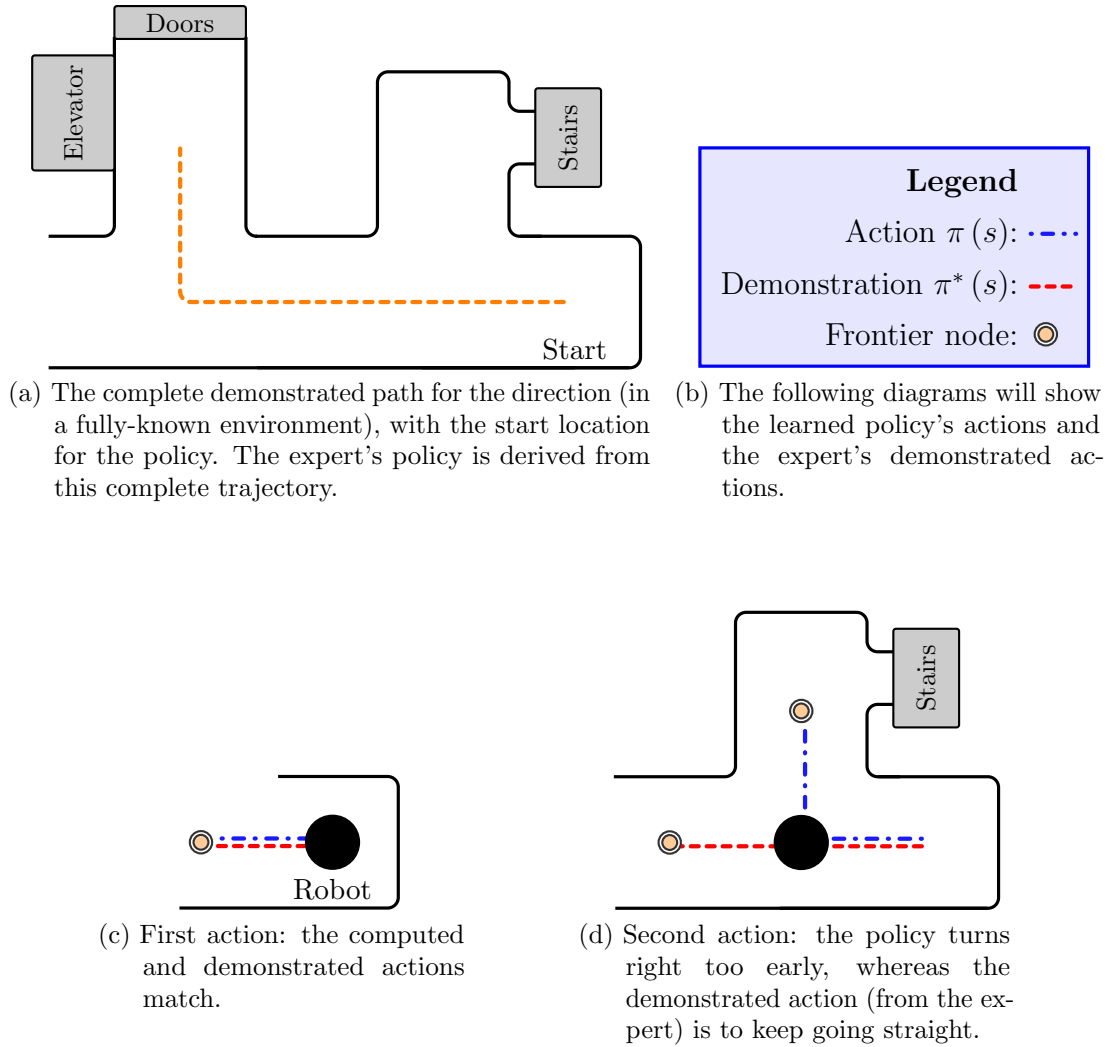 Doors
Elevator
Stairs
Start
(a) The complete demonstrated path for the direction (in
a fully-known environment), with the start location
for the policy. The expert's policy is derived from
this complete trajectory.
Legend
Action π (s):
Demonstration π* (s):
Frontier node:
(b) The following diagrams will show
the learned policy's actions and
the expert's demonstrated ac-
tions.
Robot
(c) First action: the computed
and demonstrated actions
match.
Stairs
(d) Second action: the policy turns
right too early, whereas the
demonstrated action (from the ex-
pert) is to keep going straight.